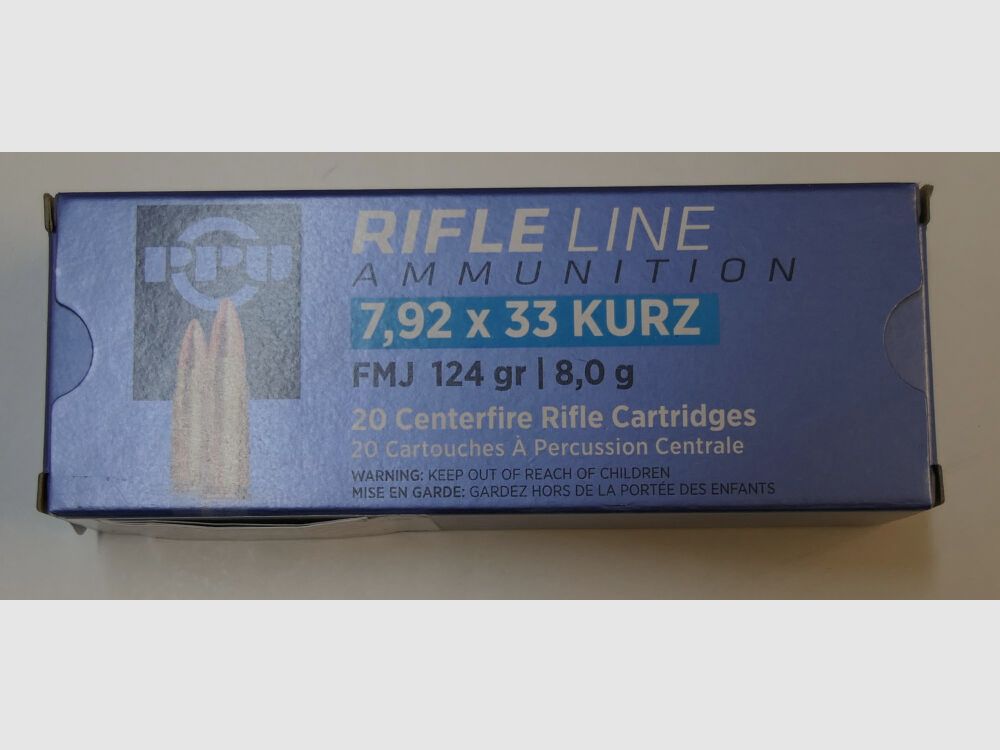 PPU
RIFLE LINE
AMMUNITION
7,92 x 33 KURZ
FMJ 124 gr | 8,0 g
20 Centerfire Rifle Cartridges
20 Cartouches À Percussion Centrale
WARNING: KEEP OUT OF REACH OF CHILDREN
MISE EN GARDE: GARDEZ HORS DE LA PORTÉE DES ENFANTS